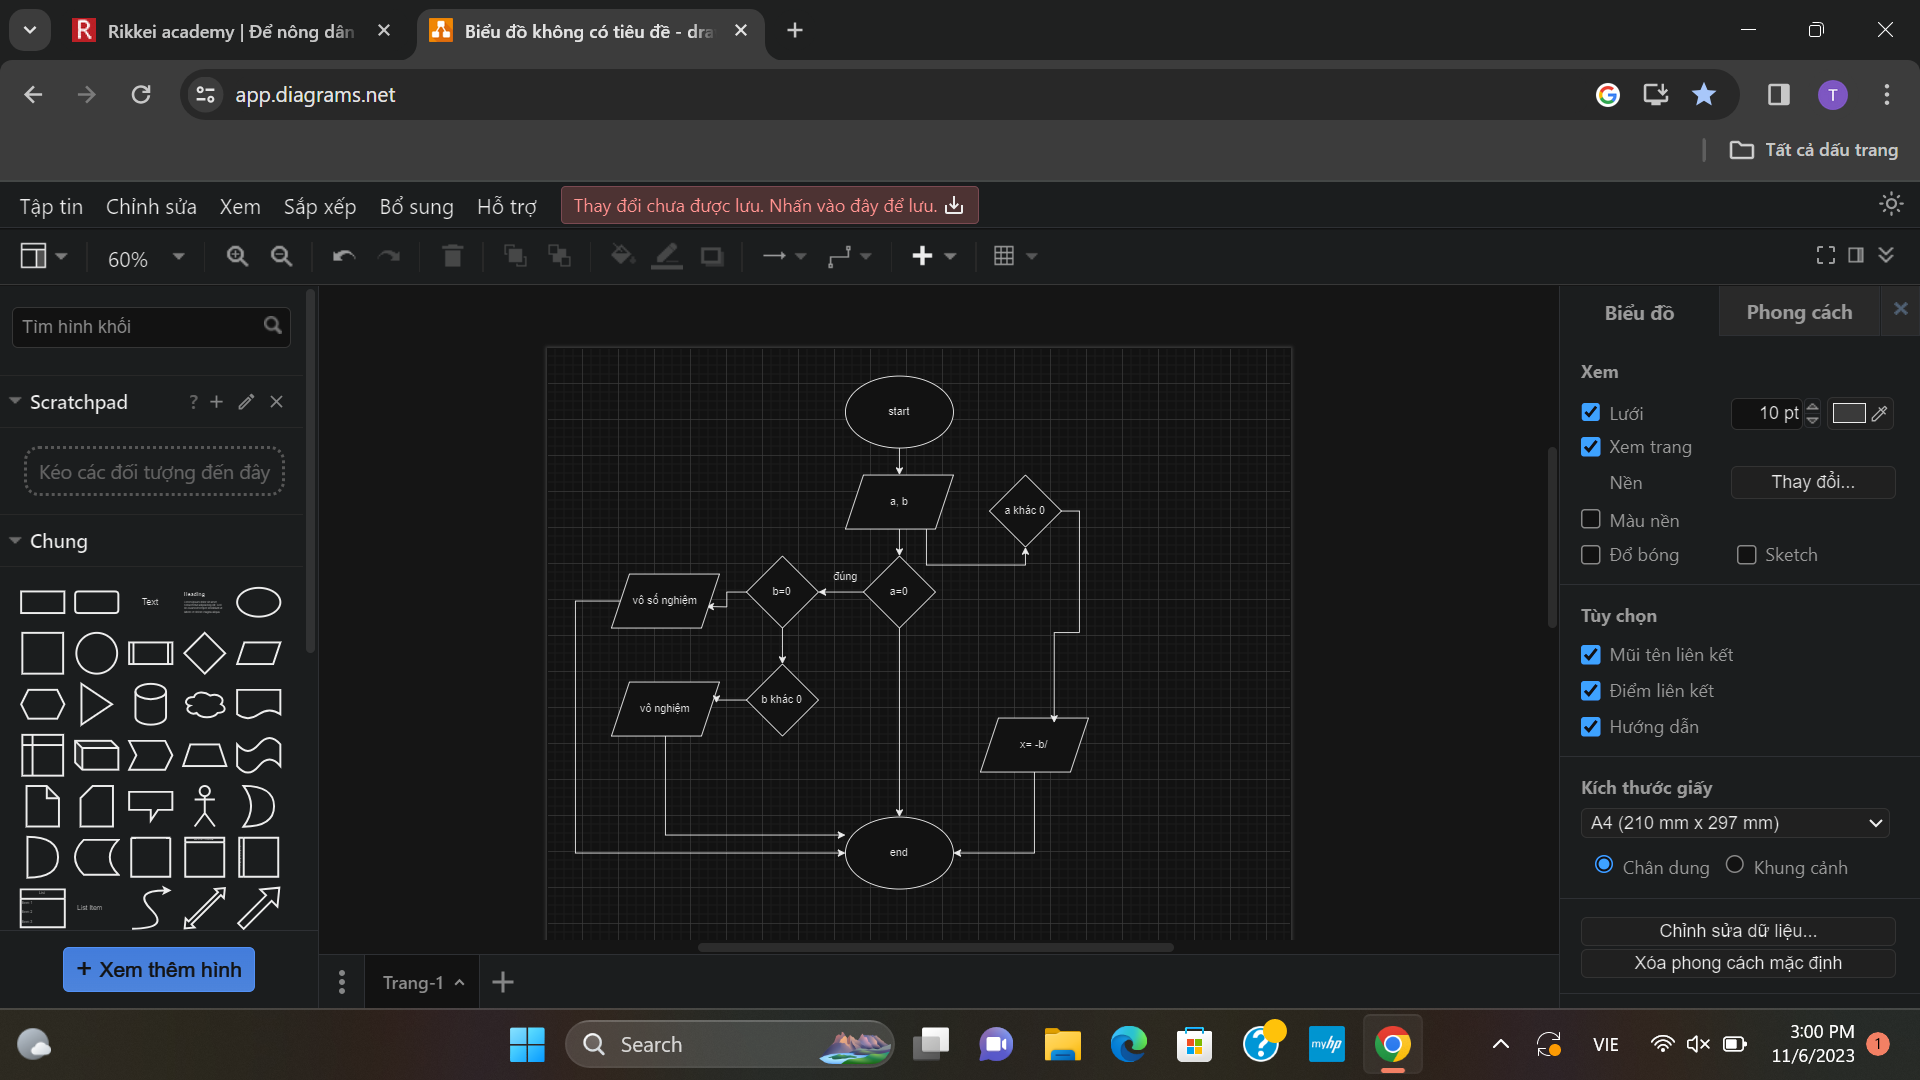 Rikkei academy | Để nông dân
Biểu đồ không có tiêu đề - dra
app.diagrams.net
T
Tất cả dấu trang
Tập tin Chỉnh sửa Xem Sắp xếp Bổ sung Hỗ trợ
Thay đổi chưa được lưu. Nhấn vào đây để lưu.
60%
Tìm hình khối
Scratchpad
?
Kéo các đối tượng đến đây
Chung
Text
Heading
List Item
+ Xem thêm hình
start
a, b
a khác 0
đúng
vô số nghiệm
b=0
a=0
vô nghiệm
b khác 0
x= -b/
end
Trang-1
Biểu đồ
Phong cách
Xem
Lưới
10 pt
Xem trang
Nền
Thay đổi...
Màu nền
Đổ bóng
Sketch
Tùy chọn
Mũi tên liên kết
Điểm liên kết
Hướng dẫn
Kích thước giấy
A4 (210 mm x 297 mm)
Chân dung
Khung cảnh
Chỉnh sửa dữ liệu...
Xóa phong cách mặc định
Search
myhp
VIE
3:00 PM
11/6/2023
1